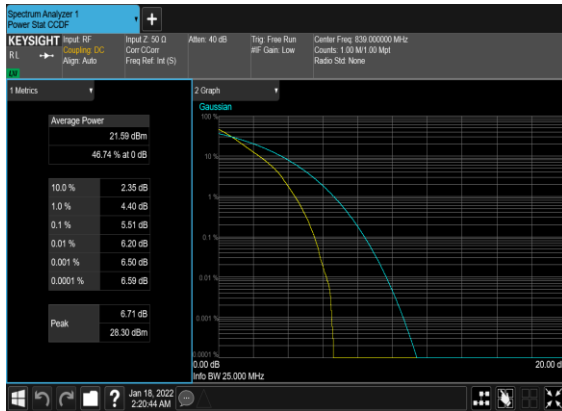 Spectrum Analyzer 1
Power Stat CCDF
KEYSIGHT
RL
Input: RF
Coupling: DC
Align: Auto
Input Z: 50 Ω
Corr CCorr
Freq Ref: Int (S)
Atten: 40 dB
Trig: Free Run
#IF Gain: Low
Center Freq: 839.000000 MHz
Counts: 1.00 M/1.00 Mpt
Radio Std: None
1 Metrics
Average Power
21.59 dBm
46.74 % at 0 dB
10.0 % 2.35 dB
1.0 % 4.40 dB
0.1 % 5.51 dB
0.01 % 6.20 dB
0.001 % 6.50 dB
0.0001 % 6.59 dB
Peak
6.71 dB
28.30 dBm
2 Graph
Gaussian
100 %
10 %
1 %
0.1 %
0.01 %
0.001 %
0.0001 %
0.00 dB
20.00 d
Info BW 25.000 MHz
?
Jan 18, 2022
2:20:44 AM